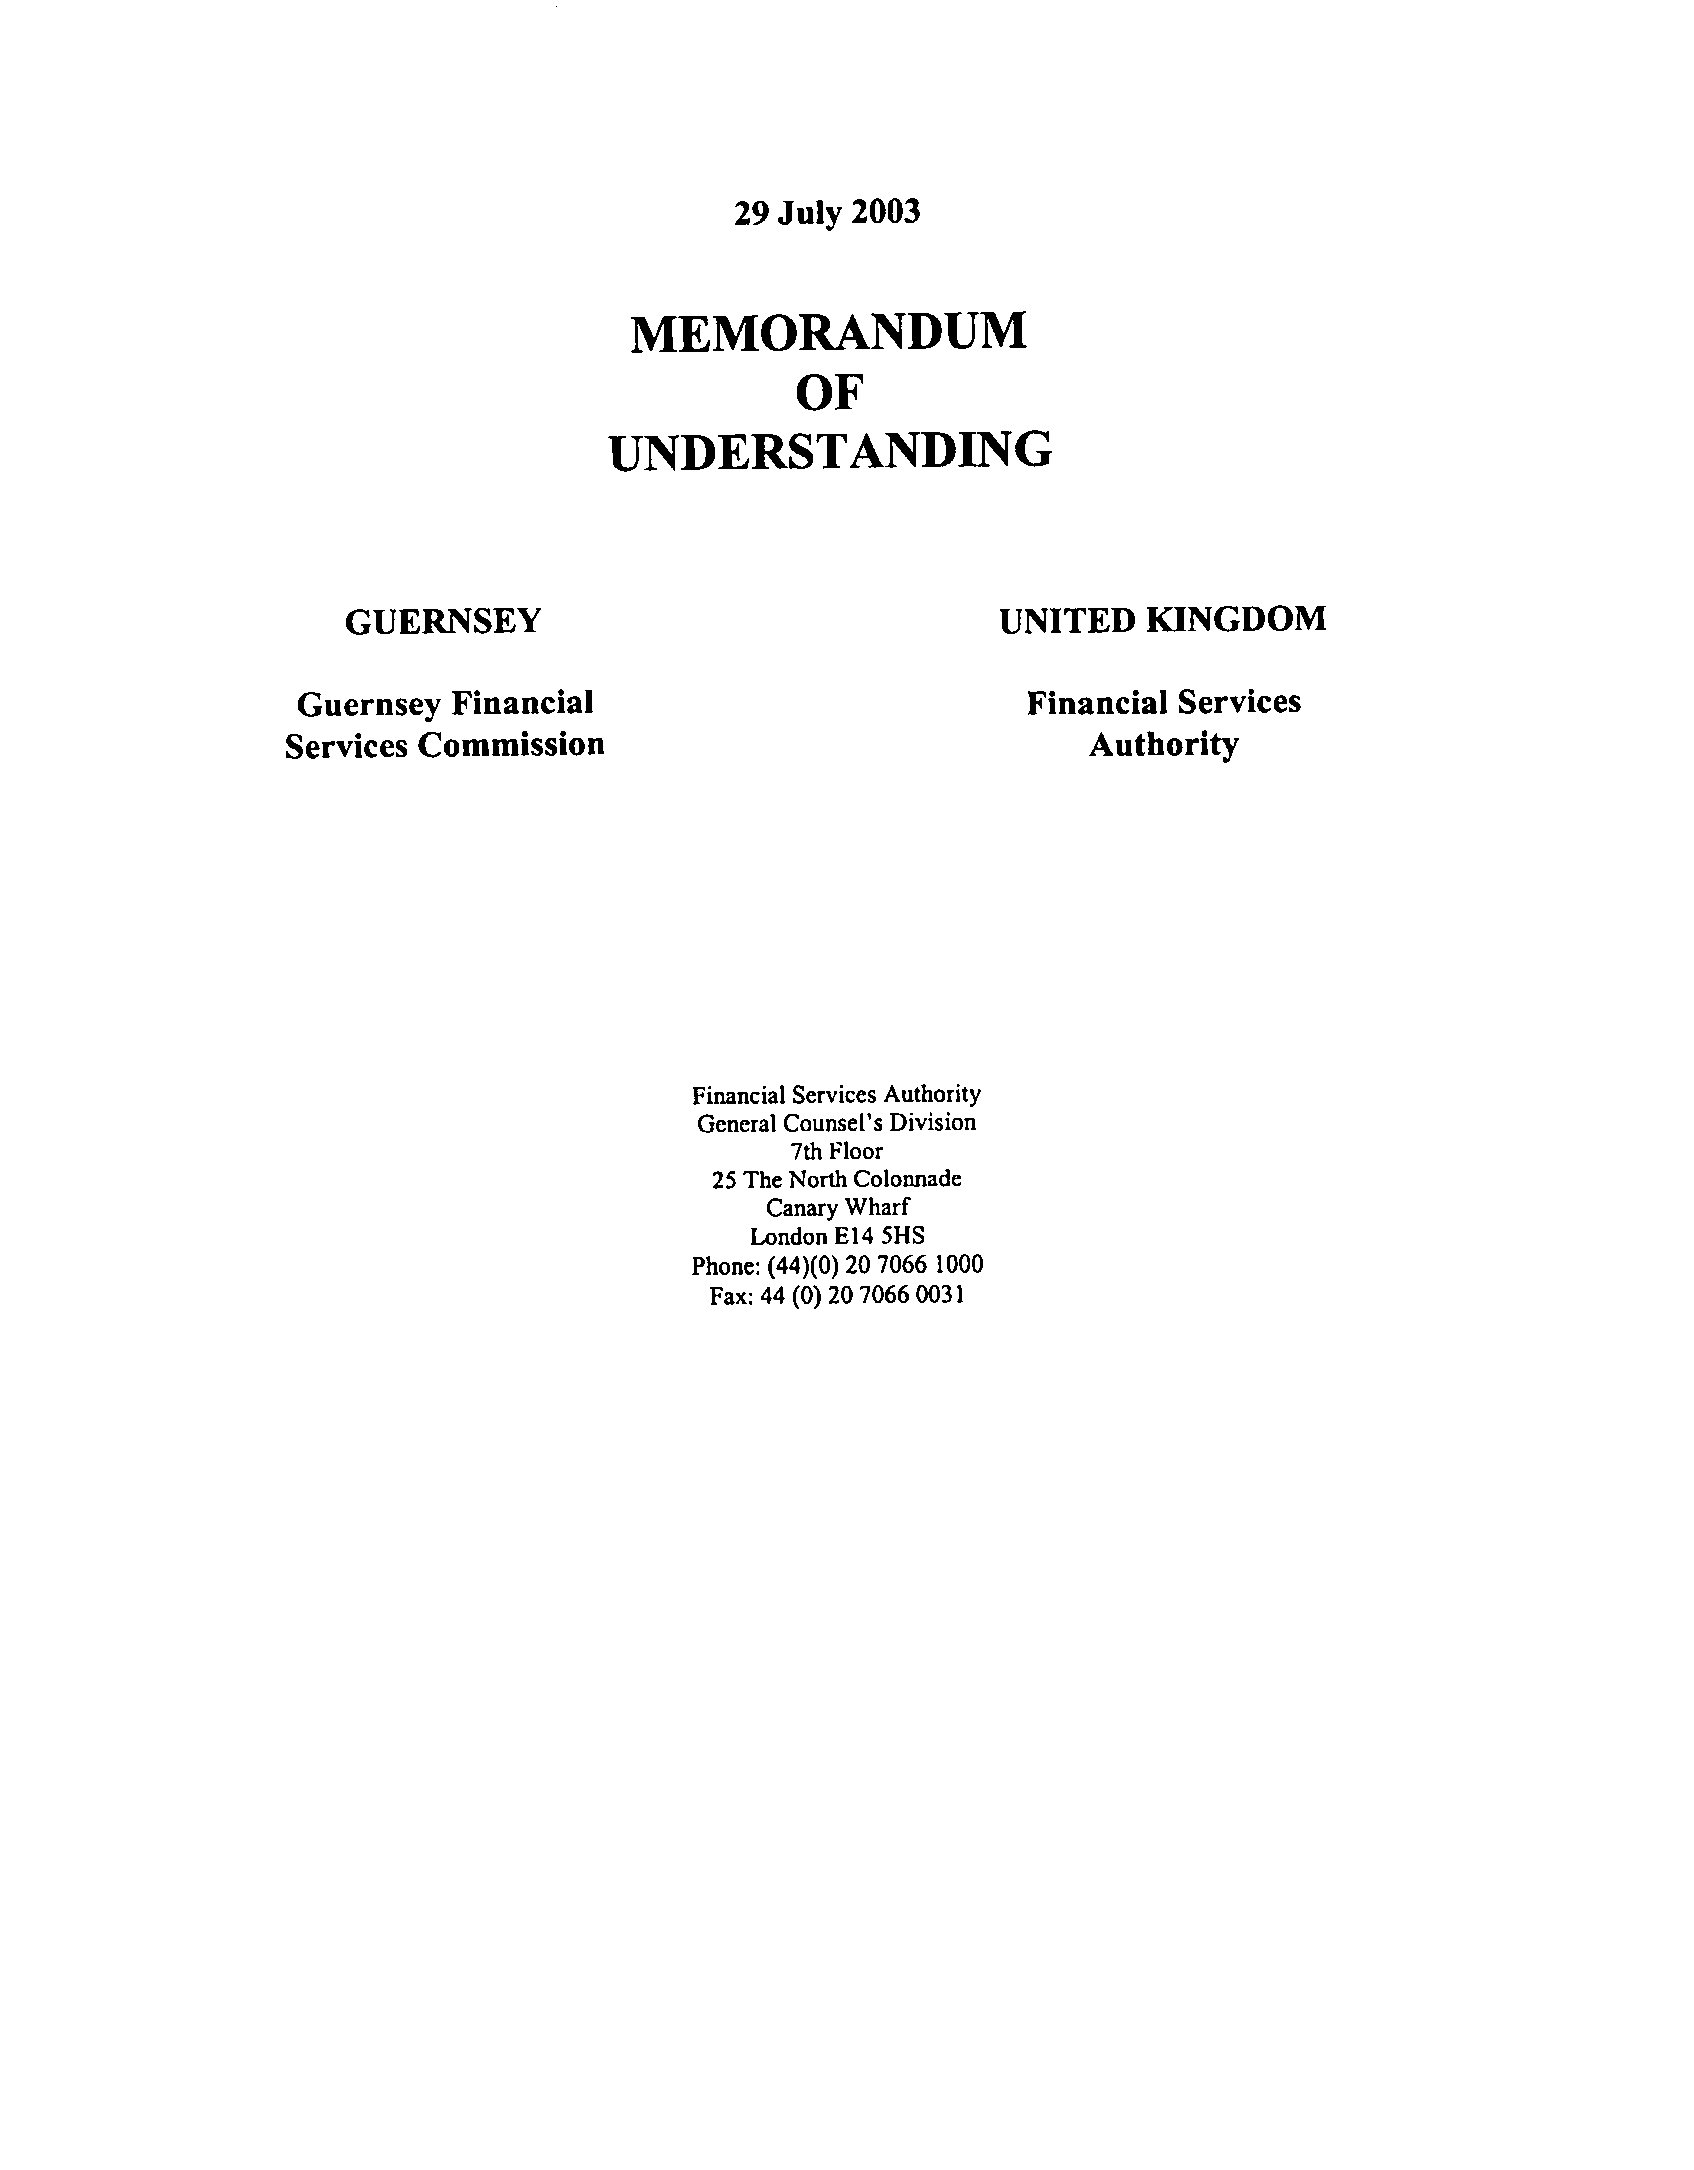 29 July 2003
MEMORANDUM
OF
UNDERSTANDING
GUERNSEY
Guernsey Financial
Services Commission
UNITED KINGDOM
Financial Services
Authority
Financial Services Authority
General Counsel's Division
7th Floor
25 The North Colonnade
Canary Wharf
London E14 5HS
Phone: (44)(0) 20 7066 1000
Fax: 44 (0) 20 7066 0031